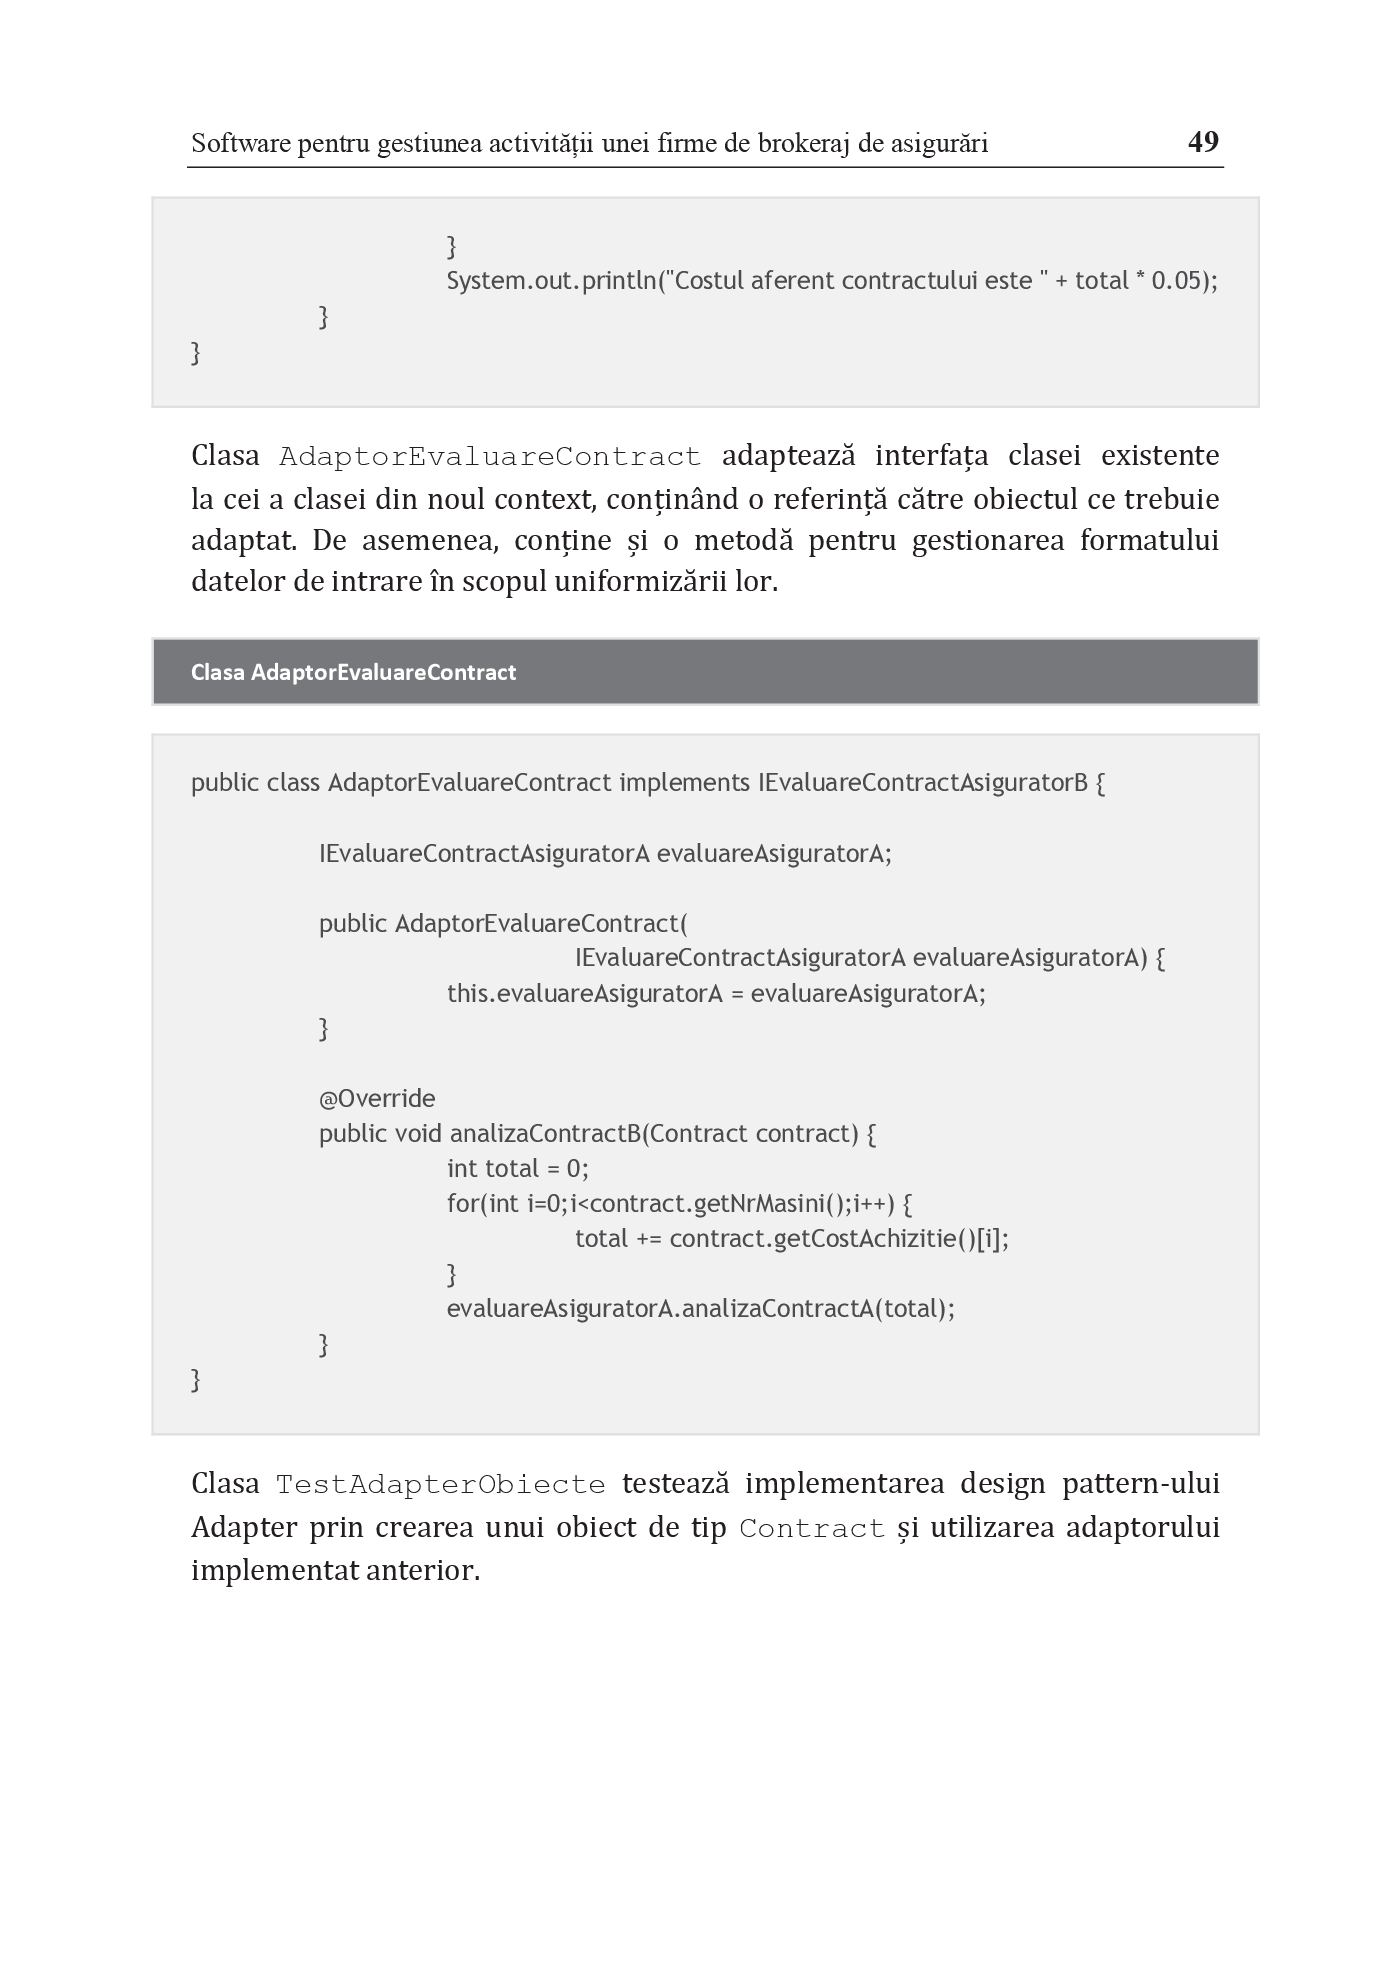 Software pentru gestiunea activității unei firme de brokeraj de asigurări 49
}
System.out.println("Costul aferent contractului este " + total * 0.05);
}
}
Clasa AdaptorEvaluareContract adaptează interfața clasei existente
la cei a clasei din noul context, conținând o referință către obiectul ce trebuie
adaptat. De asemenea, conține și o metodă pentru gestionarea formatului
datelor de intrare în scopul uniformizării lor.
Clasa AdaptorEvaluareContract
public class AdaptorEvaluareContract implements IEvaluareContractAsiguratorB {
IEvaluareContractAsiguratorA evaluareAsiguratorA;
public AdaptorEvaluareContract(
IEvaluareContractAsiguratorA evaluareAsiguratorA) {
this.evaluareAsiguratorA = evaluareAsiguratorA;
}
@Override
public void analizaContractB(Contract contract) {
int total = 0;
for(int i=0;i<contract.getNrMasini();i++) {
total += contract.getCostAchizitie()[i];
}
evaluareAsiguratorA.analizaContractA(total);
}
}
Clasa TestAdapterObiecte testează implementarea design pattern-ului
Adapter prin crearea unui obiect de tip Contract și utilizarea adaptorului
implementat anterior.